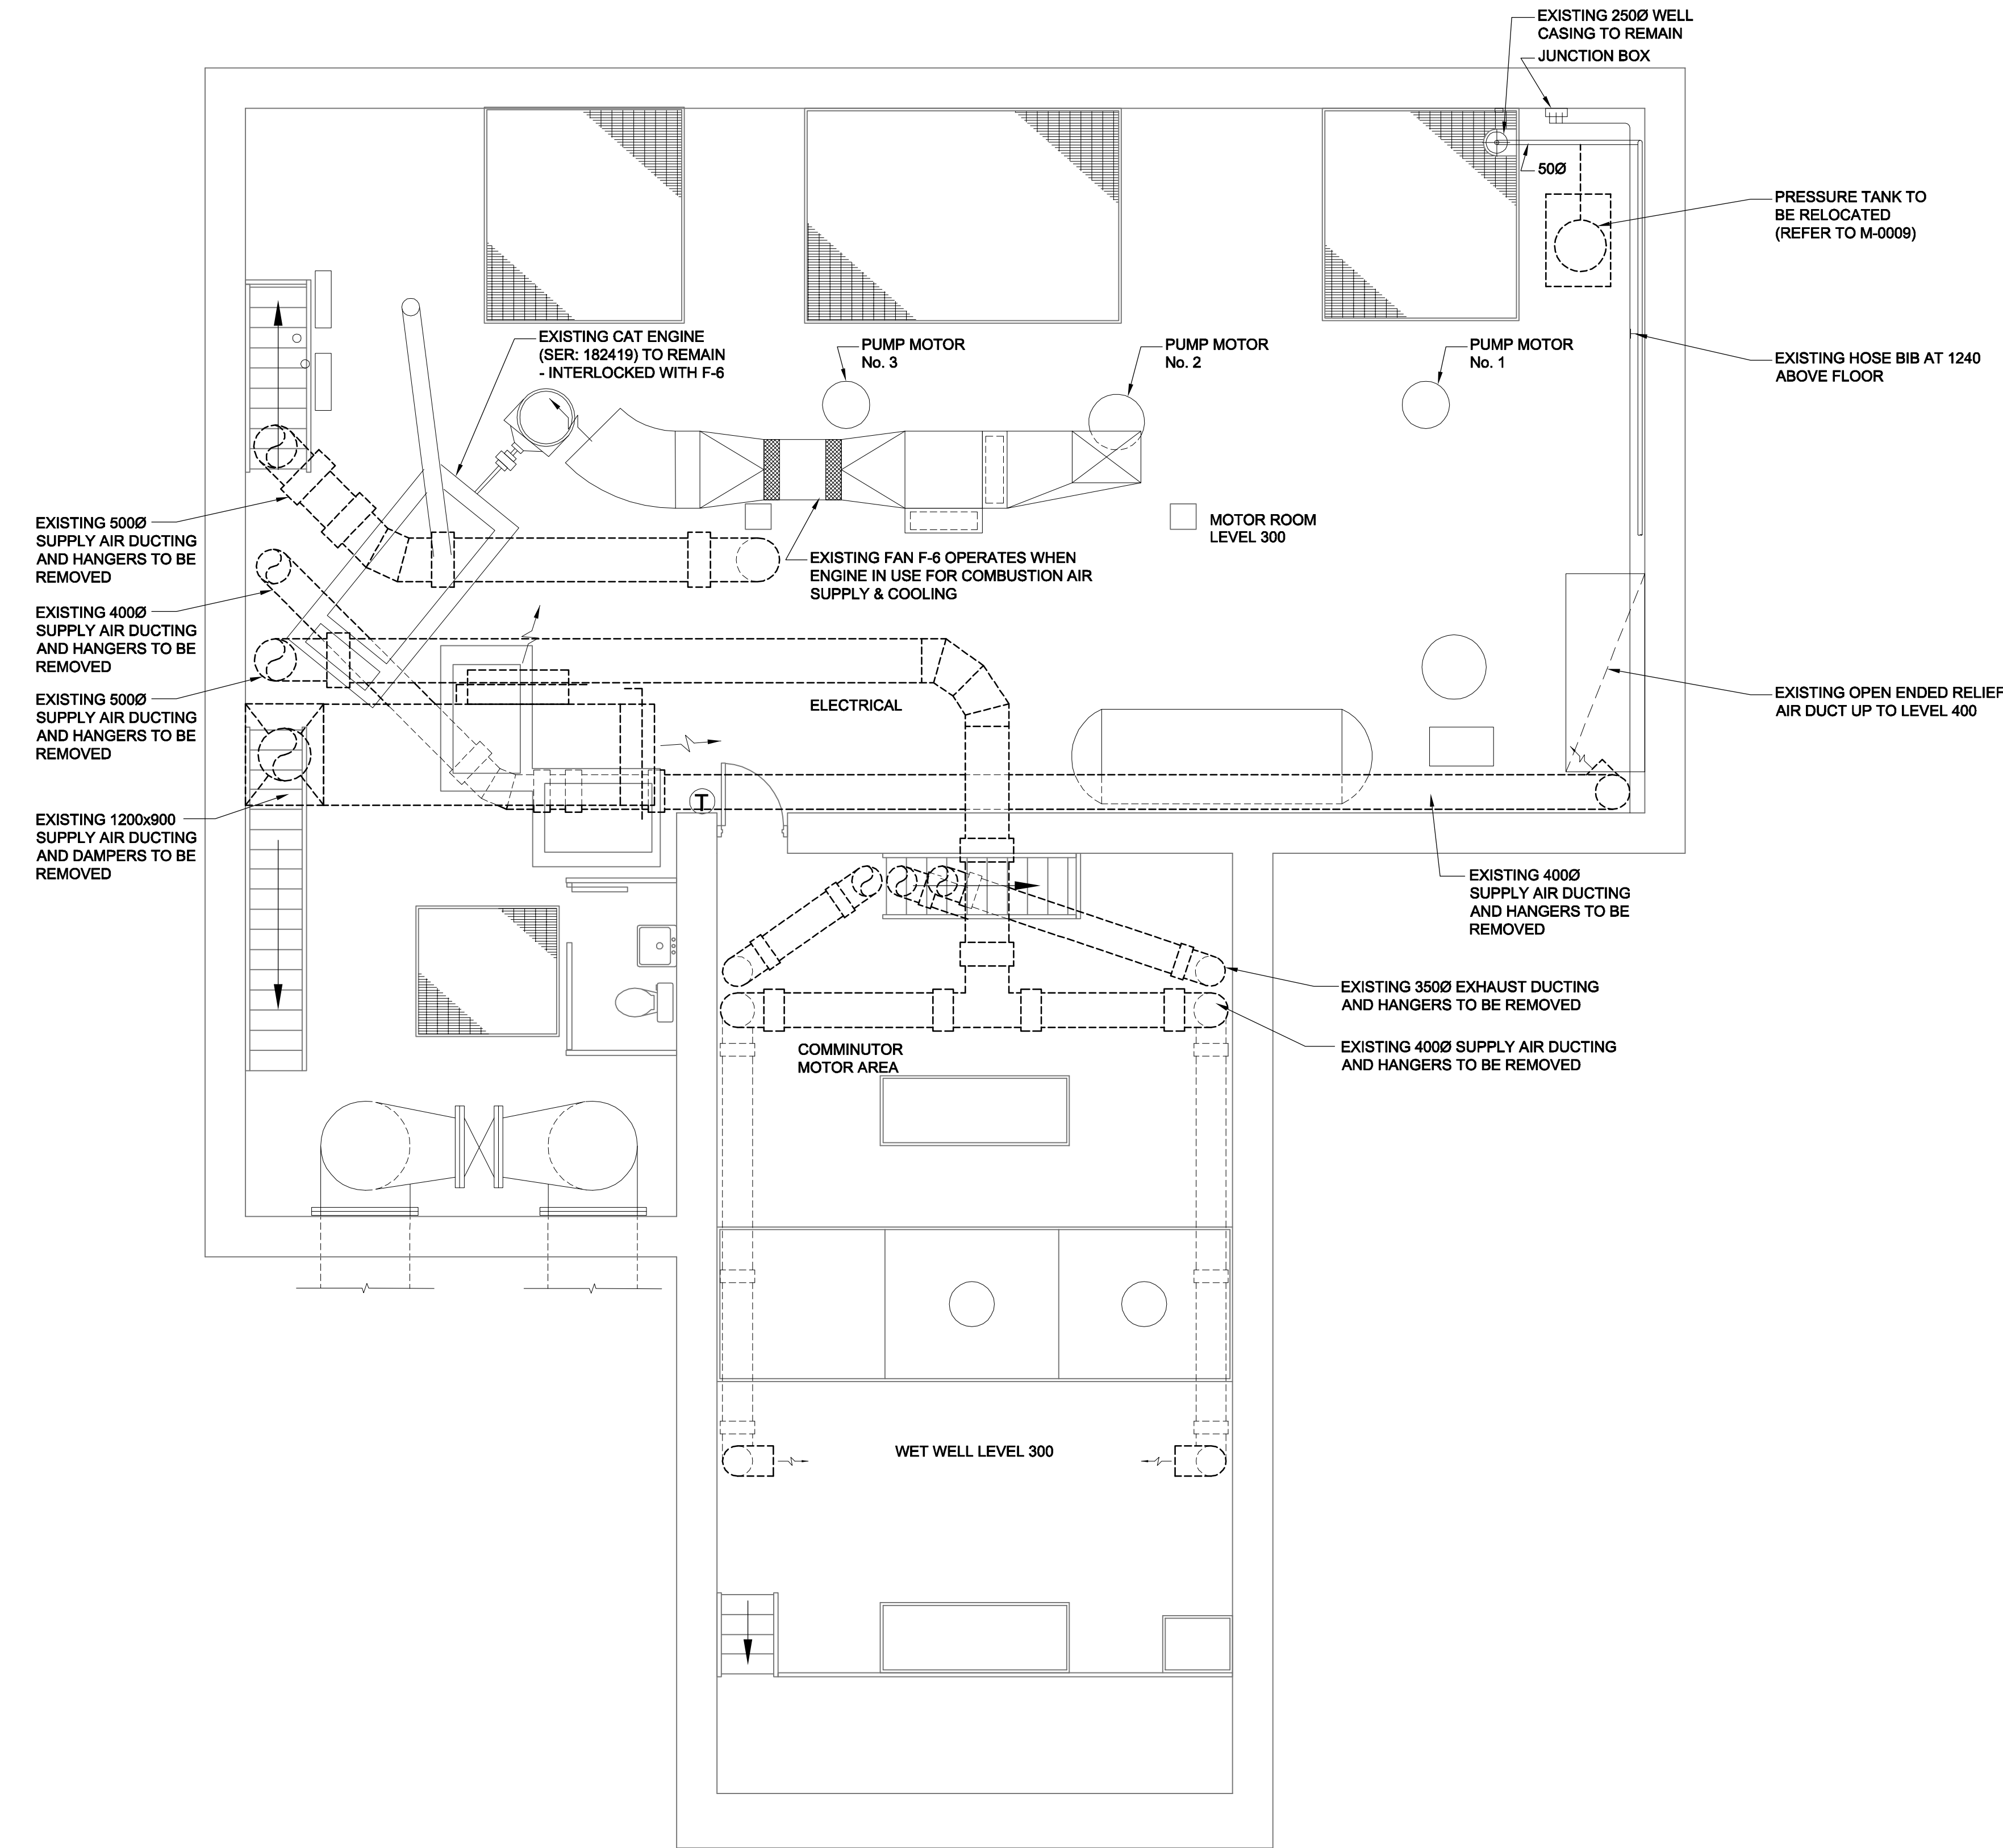 EXISTING 250Ø WELL
CASING TO REMAIN
JUNCTION BOX
50Ø
PRESSURE TANK TO
BE RELOCATED
(REFER TO M-0009)
EXISTING CAT ENGINE
(SER: 182419) TO REMAIN
- INTERLOCKED WITH F-6
PUMP MOTOR
No. 3
PUMP MOTOR
No. 2
PUMP MOTOR
No. 1
EXISTING HOSE BIB AT 1240
ABOVE FLOOR
EXISTING 500Ø
SUPPLY AIR DUCTING
AND HANGERS TO BE
REMOVED
MOTOR ROOM
LEVEL 300
EXISTING FAN F-6 OPERATES WHEN
ENGINE IN USE FOR COMBUSTION AIR
SUPPLY & COOLING
EXISTING 400Ø
SUPPLY AIR DUCTING
AND HANGERS TO BE
REMOVED
EXISTING 500Ø
SUPPLY AIR DUCTING
AND HANGERS TO BE
REMOVED
ELECTRICAL
EXISTING OPEN ENDED RELIEF
AIR DUCT UP TO LEVEL 400
T
EXISTING 1200x900
SUPPLY AIR DUCTING
AND DAMPERS TO BE
REMOVED
EXISTING 400Ø
SUPPLY AIR DUCTING
AND HANGERS TO BE
REMOVED
EXISTING 350Ø EXHAUST DUCTING
AND HANGERS TO BE REMOVED
COMMINUTOR
MOTOR AREA
EXISTING 400Ø SUPPLY AIR DUCTING
AND HANGERS TO BE REMOVED
WET WELL LEVEL 300